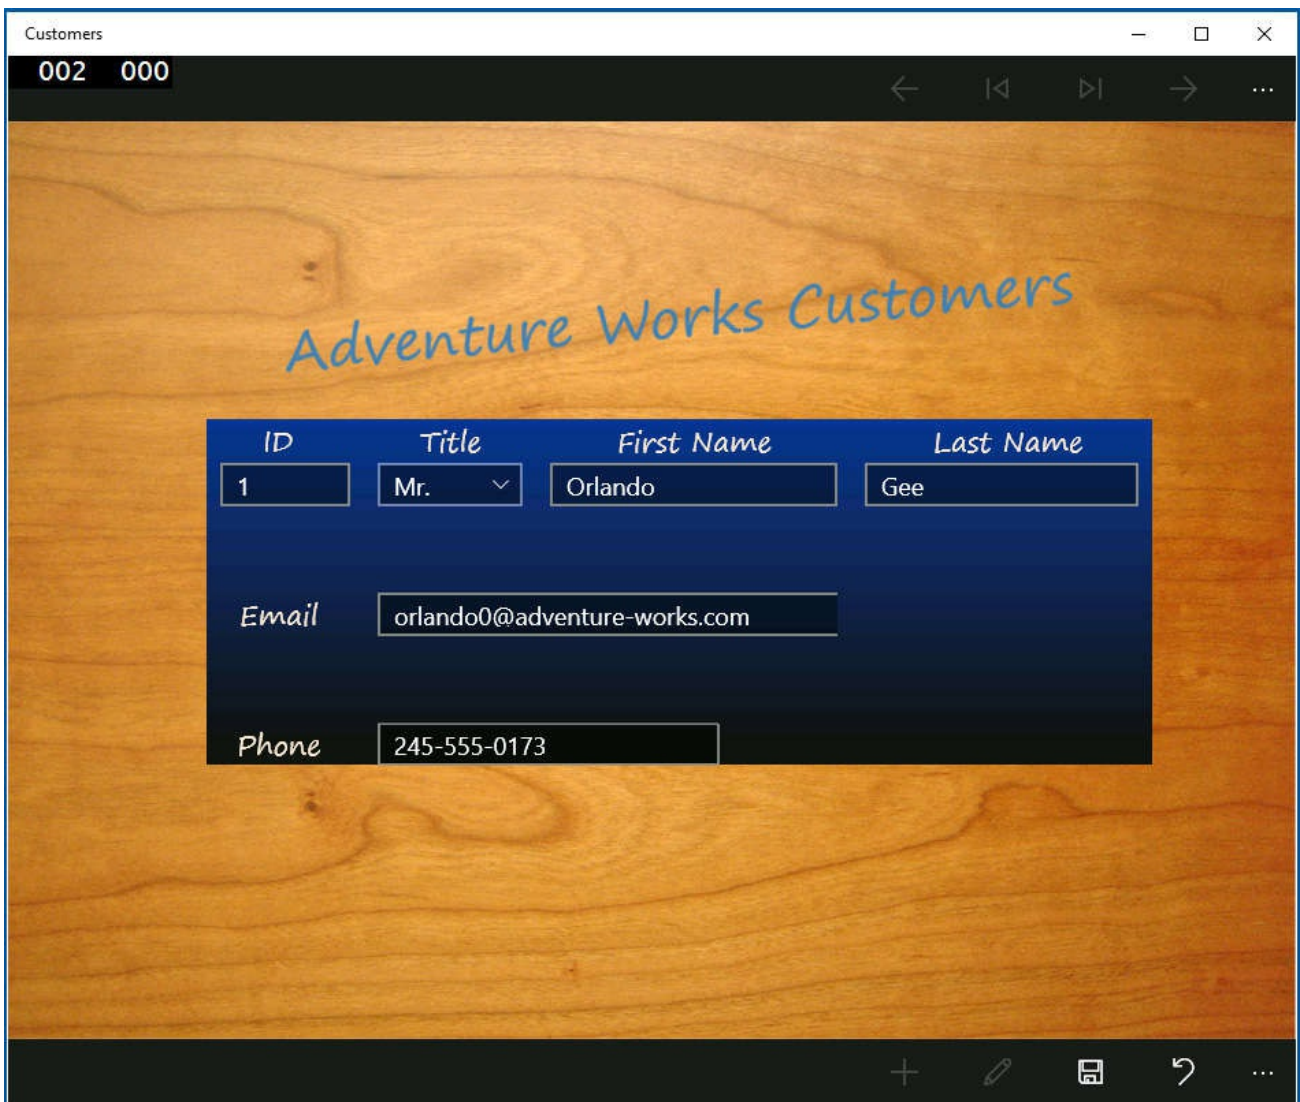 Customers
002 000
Adventure Works Customers
ID Title First Name Last Name
1 Mr. Orlando Gee
Email orlando0@adventure-works.com
Phone 245-555-0173